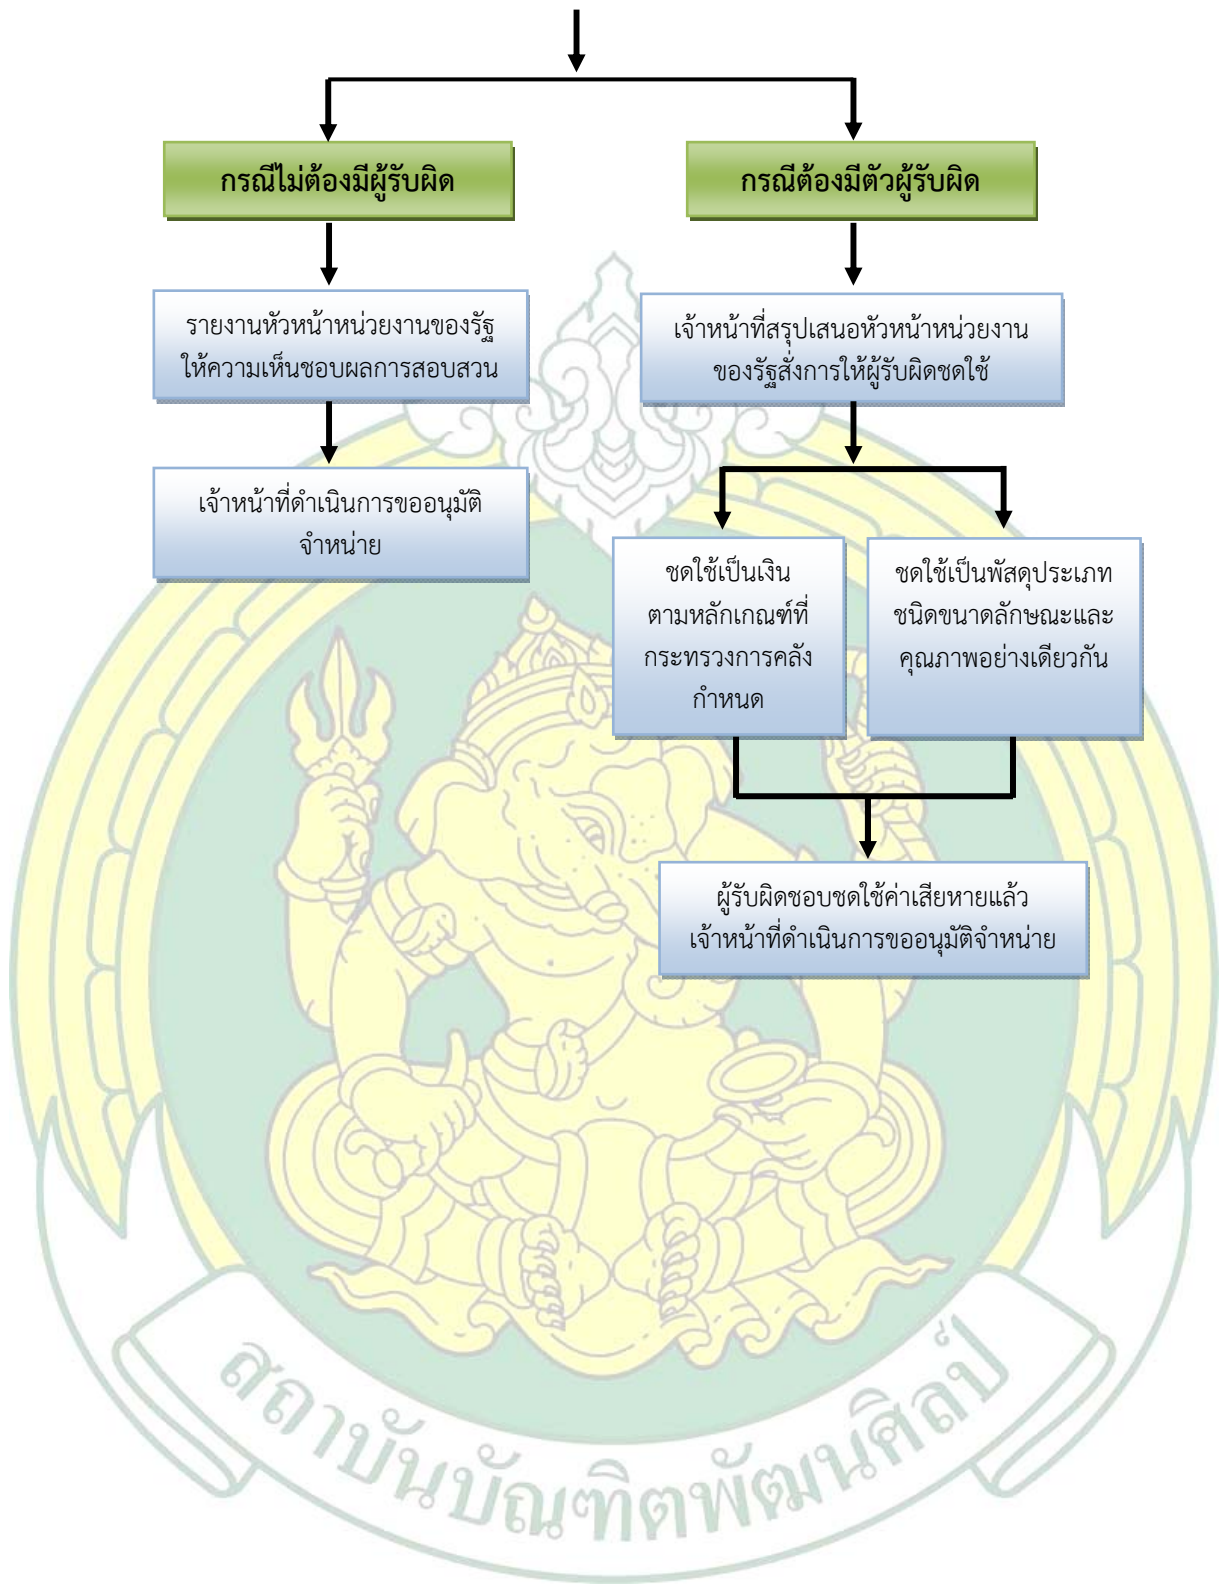 กรณีไม่ต้องมีผู้รับผิด
กรณีต้องมีตัวผู้รับผิด
รายงานหัวหน้าหน่วยงานของรัฐ
ให้ความเห็นชอบผลการสอบสวน
เจ้าหน้าที่สรุปเสนอหัวหน้าหน่วยงาน
ของรัฐสั่งการให้ผู้รับผิดชดใช้
เจ้าหน้าที่ดำเนินการขออนุมัติ
จำหน่าย
ชดใช้เป็นเงิน
ตามหลักเกณฑ์ที่
กระทรวงการคลัง
กำหนด
ชดใช้เป็นพัสดุประเภท
ชนิดขนาดลักษณะและ
คุณภาพอย่างเดียวกัน
ผู้รับผิดชอบชดใช้ค่าเสียหายแล้ว
เจ้าหน้าที่ดำเนินการขออนุมัติจำหน่าย
สถาบันบัณฑิตพัฒนศิลป์